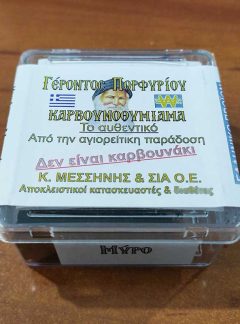 Γέροντος Πορφυρίου
ΚΑΡΒΟΥΝΟΘΥΜΙΑΜΑ
Το αυθεντικό
Από την αγιορείτικη παράδοση
Δεν είναι καρβουνάκι
Κ. ΜΕΣΣΗΝΗΣ & ΣΙΑ Ο.Ε.
Αποκλειστικοί κατασκευαστές & διαθέτες
ΜΥΡΟ